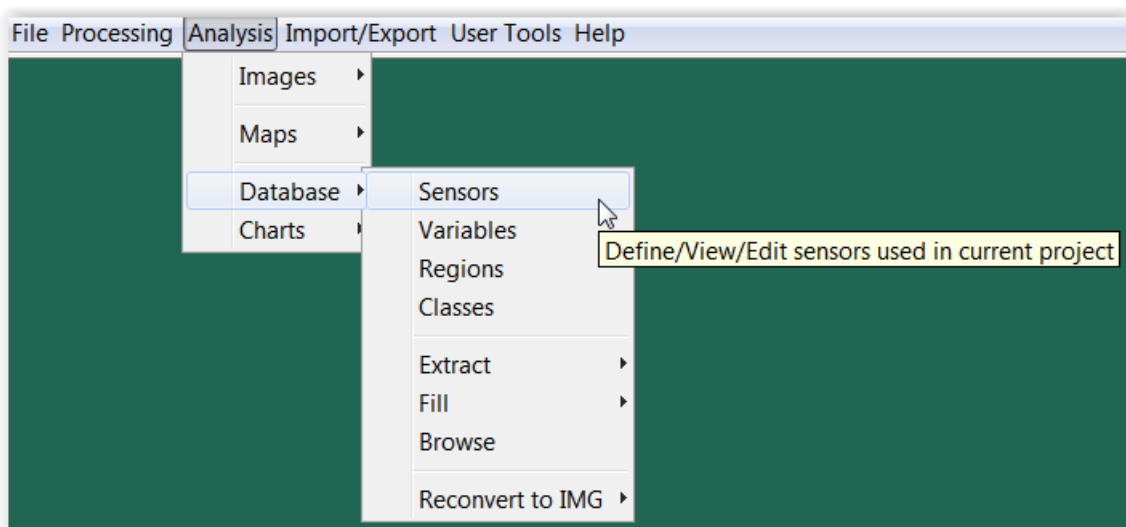 File Processing Analysis Import/Export User Tools Help
Images
Maps
Database
Charts
Sensors
Variables
Regions
Classes
Extract
Fill
Browse
Reconvert to IMG
Define/View/Edit sensors used in current project